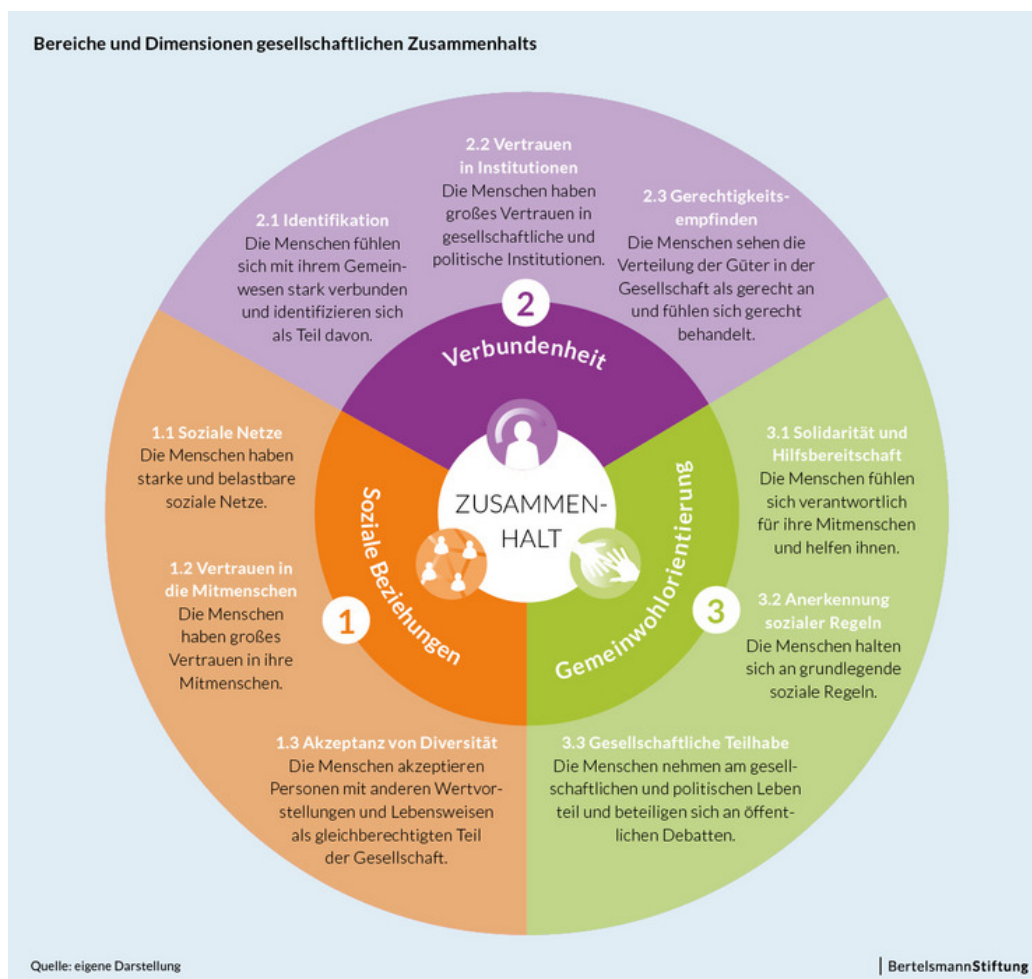 Bereiche und Dimensionen gesellschaftlichen Zusammenhalts
2.2 Vertrauen
in Institutionen
Die Menschen haben
großes Vertrauen in
gesellschaftliche und
politische Institutionen.
2.1 Identifikation
Die Menschen fühlen
sich mit ihrem Gemein-
wesen stark verbunden
und identifizieren sich
als Teil davon.
2.3 Gerechtigkeits-
empfinden
Die Menschen sehen die
Verteilung der Güter in der
Gesellschaft als gerecht an
und fühlen sich gerecht
behandelt.
2
Verbundenheit
1.1 Soziale Netze
Die Menschen haben
starke und belastbare
soziale Netze.
1.2 Vertrauen in
die Mitmenschen
Die Menschen
haben großes
Vertrauen in ihre
Mitmenschen.
1
Soziale Beziehungen
ZUSAMMEN-
HALT
Gemeinwohlorientierung
3
3.1 Solidarität und
Hilfsbereitschaft
Die Menschen fühlen
sich verantwortlich
für ihre Mitmenschen
und helfen ihnen.
3.2 Anerkennung
sozialer Regeln
Die Menschen halten
sich an grundlegende
soziale Regeln.
1.3 Akzeptanz von Diversität
Die Menschen akzeptieren
Personen mit anderen Wertvor-
stellungen und Lebensweisen
als gleichberechtigten Teil
der Gesellschaft.
3.3 Gesellschaftliche Teilhabe
Die Menschen nehmen am gesell-
schaftlichen und politischen Leben
teil und beteiligen sich an öffent-
lichen Debatten.
Quelle: eigene Darstellung
BertelsmannStiftung